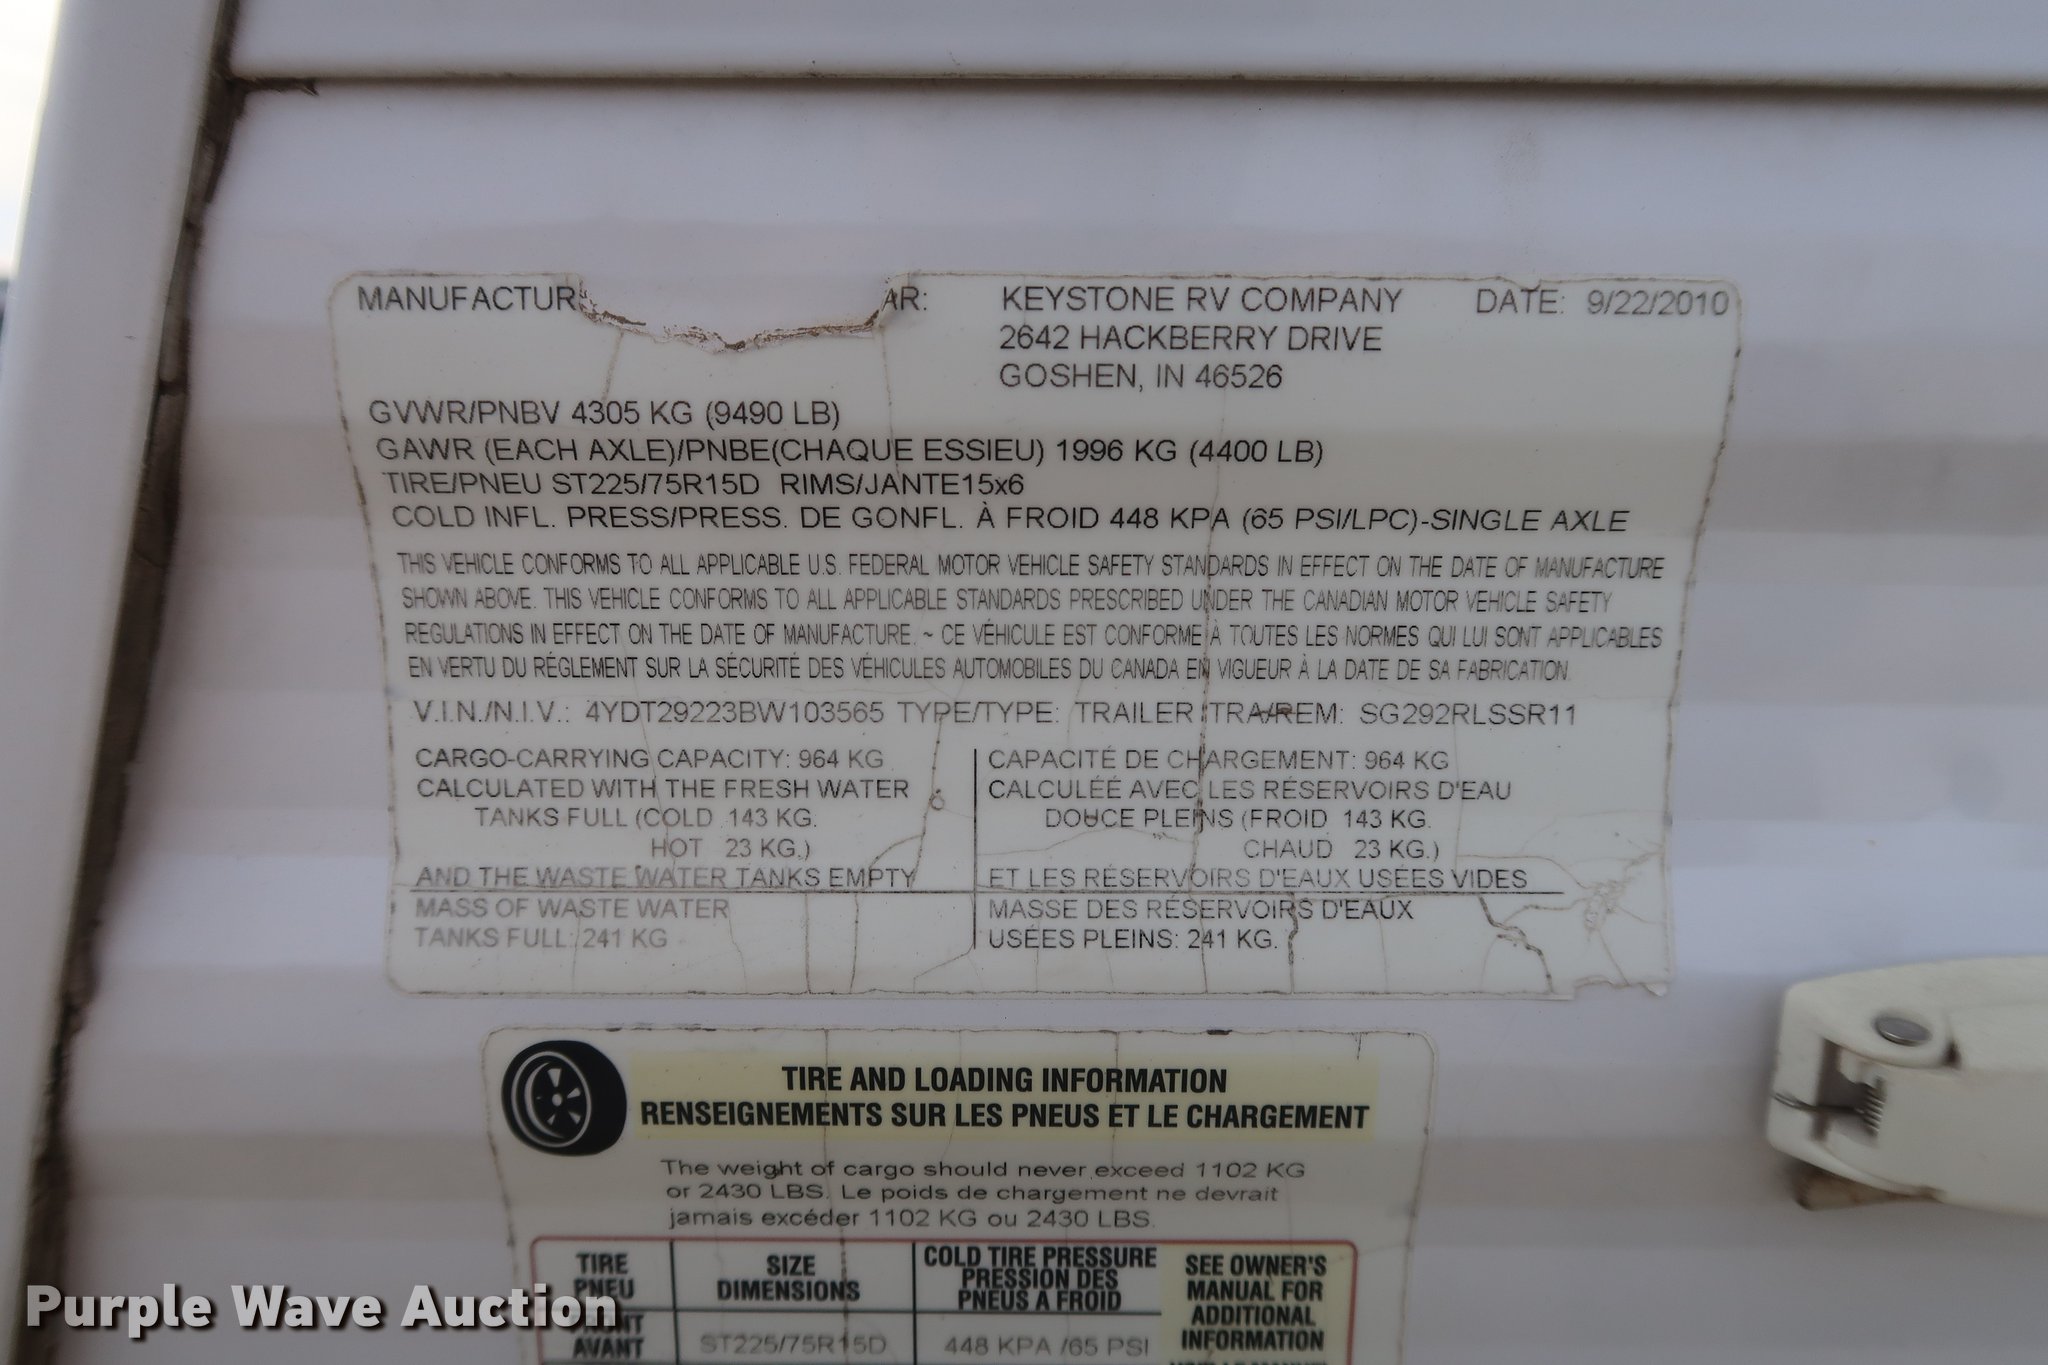 MANUFACTUR AR: KEYSTONE RV COMPANY DATE: 9/22/2010
2642 HACKBERRY DRIVE
GOSHEN, IN 46526
GVWR/PNBV 4305 KG (9490 LB)
GAWR (EACH AXLE)/PNBE(CHAQUE ESSIEU) 1996 KG (4400 LB)
TIRE/PNEU ST225/75R15D RIMS/JANTE15x6
COLD INFL. PRESS/PRESS. DE GONFL. À FROID 448 KPA (65 PSI/LPC)-SINGLE AXLE
THIS VEHICLE CONFORMS TO ALL APPLICABLE U.S. FEDERAL MOTOR VEHICLE SAFETY STANDARDS IN EFFECT ON THE DATE OF MANUFACTURE
SHOWN ABOVE. THIS VEHICLE CONFORMS TO ALL APPLICABLE STANDARDS PRESCRIBED UNDER THE CANADIAN MOTOR VEHICLE SAFETY
REGULATIONS IN EFFECT ON THE DATE OF MANUFACTURE. ~ CE VÉHICULE EST CONFORME À TOUTES LES NORMES QUI LUI SONT APPLICABLES
EN VERTU DU RÉGLEMENT SUR LA SÉCURITÉ DES VÉHICULES AUTOMOBILES DU CANADA EN VIGUEUR À LA DATE DE SA FABRICATION.
V.I.N./N.I.V.: 4YDT29223BW103565 TYPE/TYPE: TRAILER /TRA/REM: SG292RLSSR11
CARGO-CARRYING CAPACITY: 964 KG
CALCULATED WITH THE FRESH WATER
TANKS FULL (COLD 143 KG.
HOT 23 KG.)
AND THE WASTE WATER TANKS EMPTY
MASS OF WASTE WATER
TANKS FULL: 241 KG
CAPACITÉ DE CHARGEMENT: 964 KG
CALCULÉÉ AVEC LES RÉSERVOIRS D'EAU
DOUCE PLEINS (FROID 143 KG.
CHAUD 23 KG.)
ET LES RÉSERVOIRS D'EAUX USÉES VIDES
MASSE DES RÉSERVOIRS D'EAUX
USÉES PLEINS: 241 KG.
TIRE AND LOADING INFORMATION
RENSEIGNEMENTS SUR LES PNEUS ET LE CHARGEMENT
The weight of cargo should never exceed 1102 KG
or 2430 LBS. Le poids de chargement ne devrait
jamais excéder 1102 KG ou 2430 LBS.
TIRE
PNEU
SIZE
DIMENSIONS
COLD TIRE PRESSURE
PRESSION DES
PNEUS A FROID
SEE OWNER'S
MANUAL FOR
ADDITIONAL
INFORMATION
FRONT
AVANT
ST225/75R15D
448 KPA /65 PSI
Purple Wave Auction